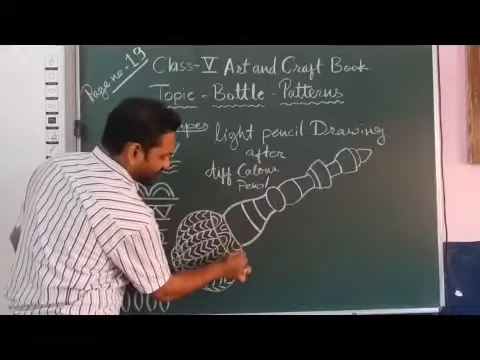 Page no. 19
Class-V Art and Craft Book
Topic - Bottle - Patterns
light pencil Drawing
after
diff Colour
Pencil